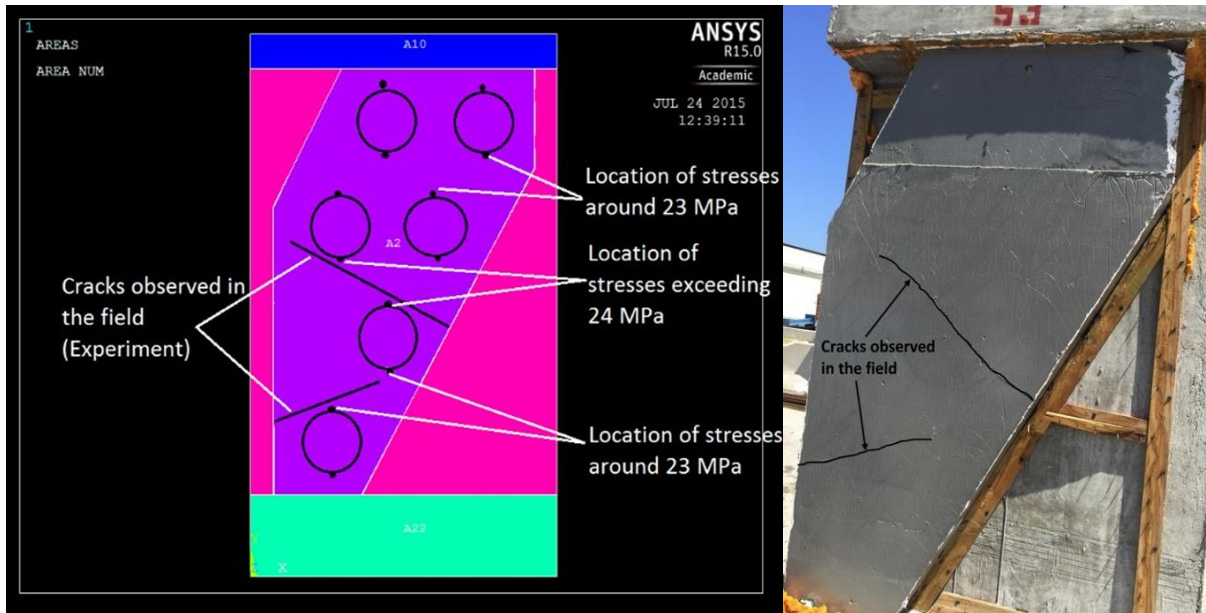 1
AREAS
AREA NUM
A10
ANSYS
R15.0
Academic
JUL 24 2015
12:39:11
Location of stresses
around 23 MPa
A2
Location of
stresses exceeding
24 MPa
Cracks observed in
the field
(Experiment)
Location of stresses
around 23 MPa
A22
Y
Z X
53
Cracks observed
in the field